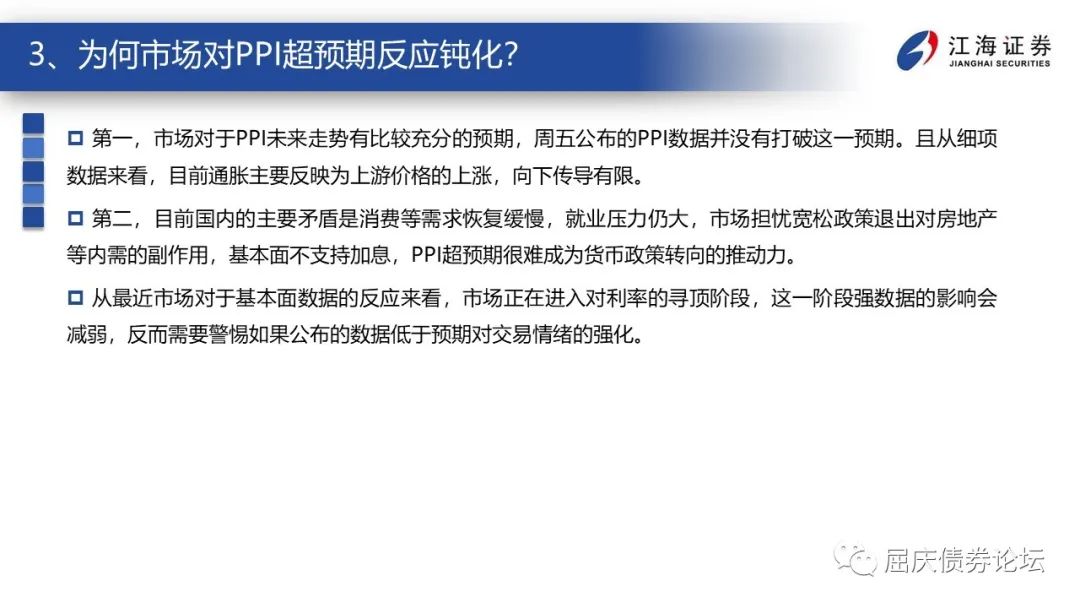 3、为何市场对PPI超预期反应钝化？
江海证券
JIANGHAI SECURITIES
第一，市场对于PPI未来走势有比较充分的预期，周五公布的PPI数据并没有打破这一预期。且从细项
数据来看，目前通胀主要反映为上游价格的上涨，向下传导有限。
第二，目前国内的主要矛盾是消费等需求恢复缓慢，就业压力仍大，市场担忧宽松政策退出对房地产
等内需的副作用，基本面不支持加息，PPI超预期很难成为货币政策转向的推动力。
从最近市场对于基本面数据的反应来看，市场正在进入对利率的寻顶阶段，这一阶段强数据的影响会
减弱，反而需要警惕如果公布的数据低于预期对交易情绪的强化。
屈庆债券论坛